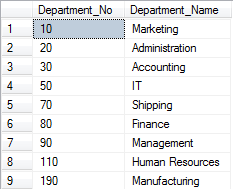 Department_No Department_Name
1 10 Marketing
2 20 Administration
3 30 Accounting
4 50 IT
5 70 Shipping
6 80 Finance
7 90 Management
8 110 Human Resources
9 190 Manufacturing